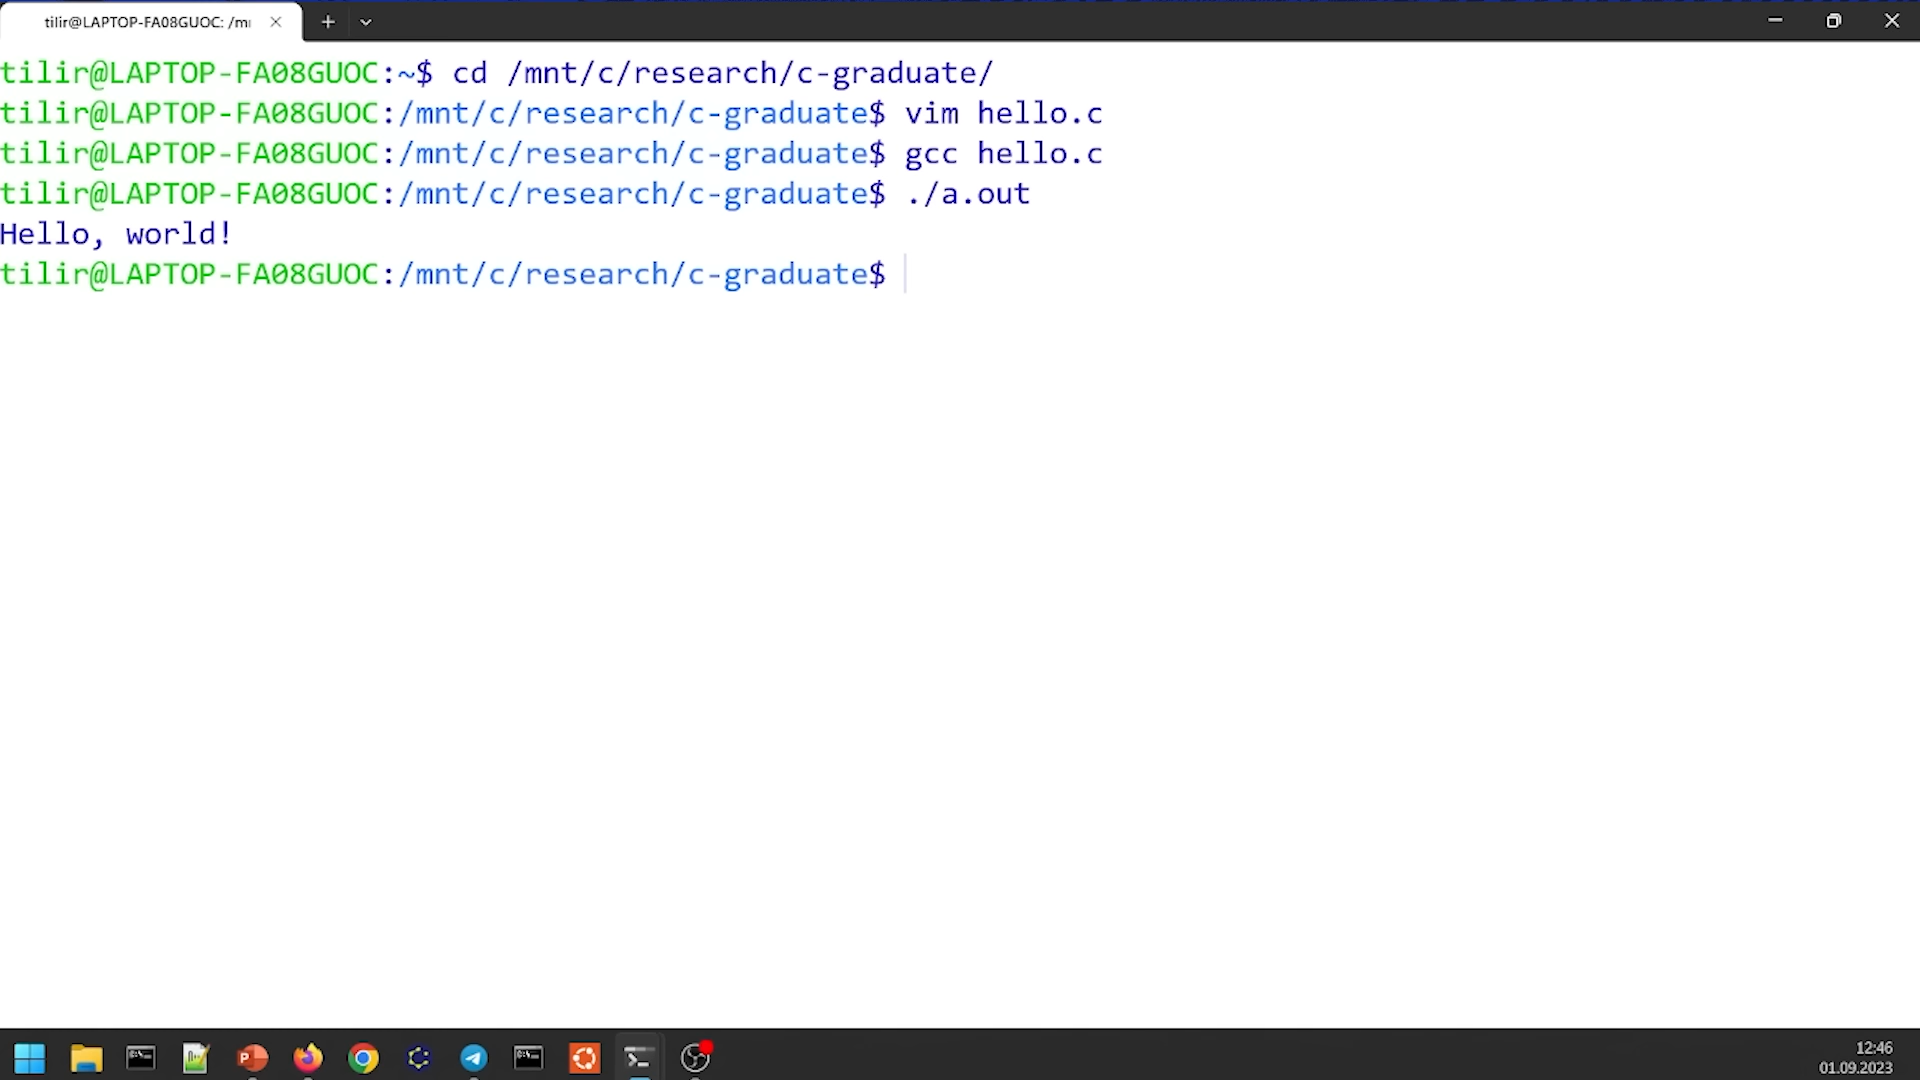 tilir@LAPTOP-FA08GUOC: /m
tilir@LAPTOP-FA08GUOC:~$ cd /mnt/c/research/c-graduate/
tilir@LAPTOP-FA08GUOC:/mnt/c/research/c-graduate$ vim hello.c
tilir@LAPTOP-FA08GUOC:/mnt/c/research/c-graduate$ gcc hello.c
tilir@LAPTOP-FA08GUOC:/mnt/c/research/c-graduate$ ./a.out
Hello, world!
tilir@LAPTOP-FA08GUOC:/mnt/c/research/c-graduate$
12:46
01.09.2023